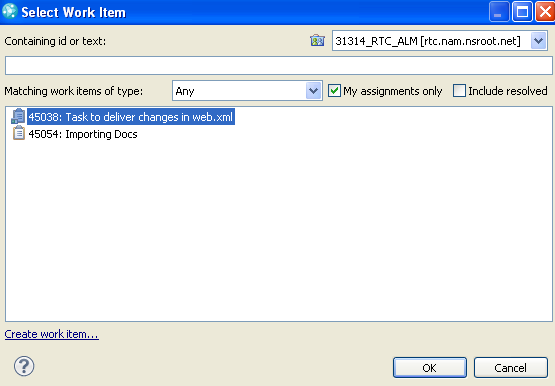 Select Work Item
Containing id or text:
31314_RTC_ALM [rtc.nam.nsroot.net]
Matching work items of type:
Any
My assignments only
Include resolved
45038: Task to deliver changes in web.xml
45054: Importing Docs
Create work item...
?
OK
Cancel